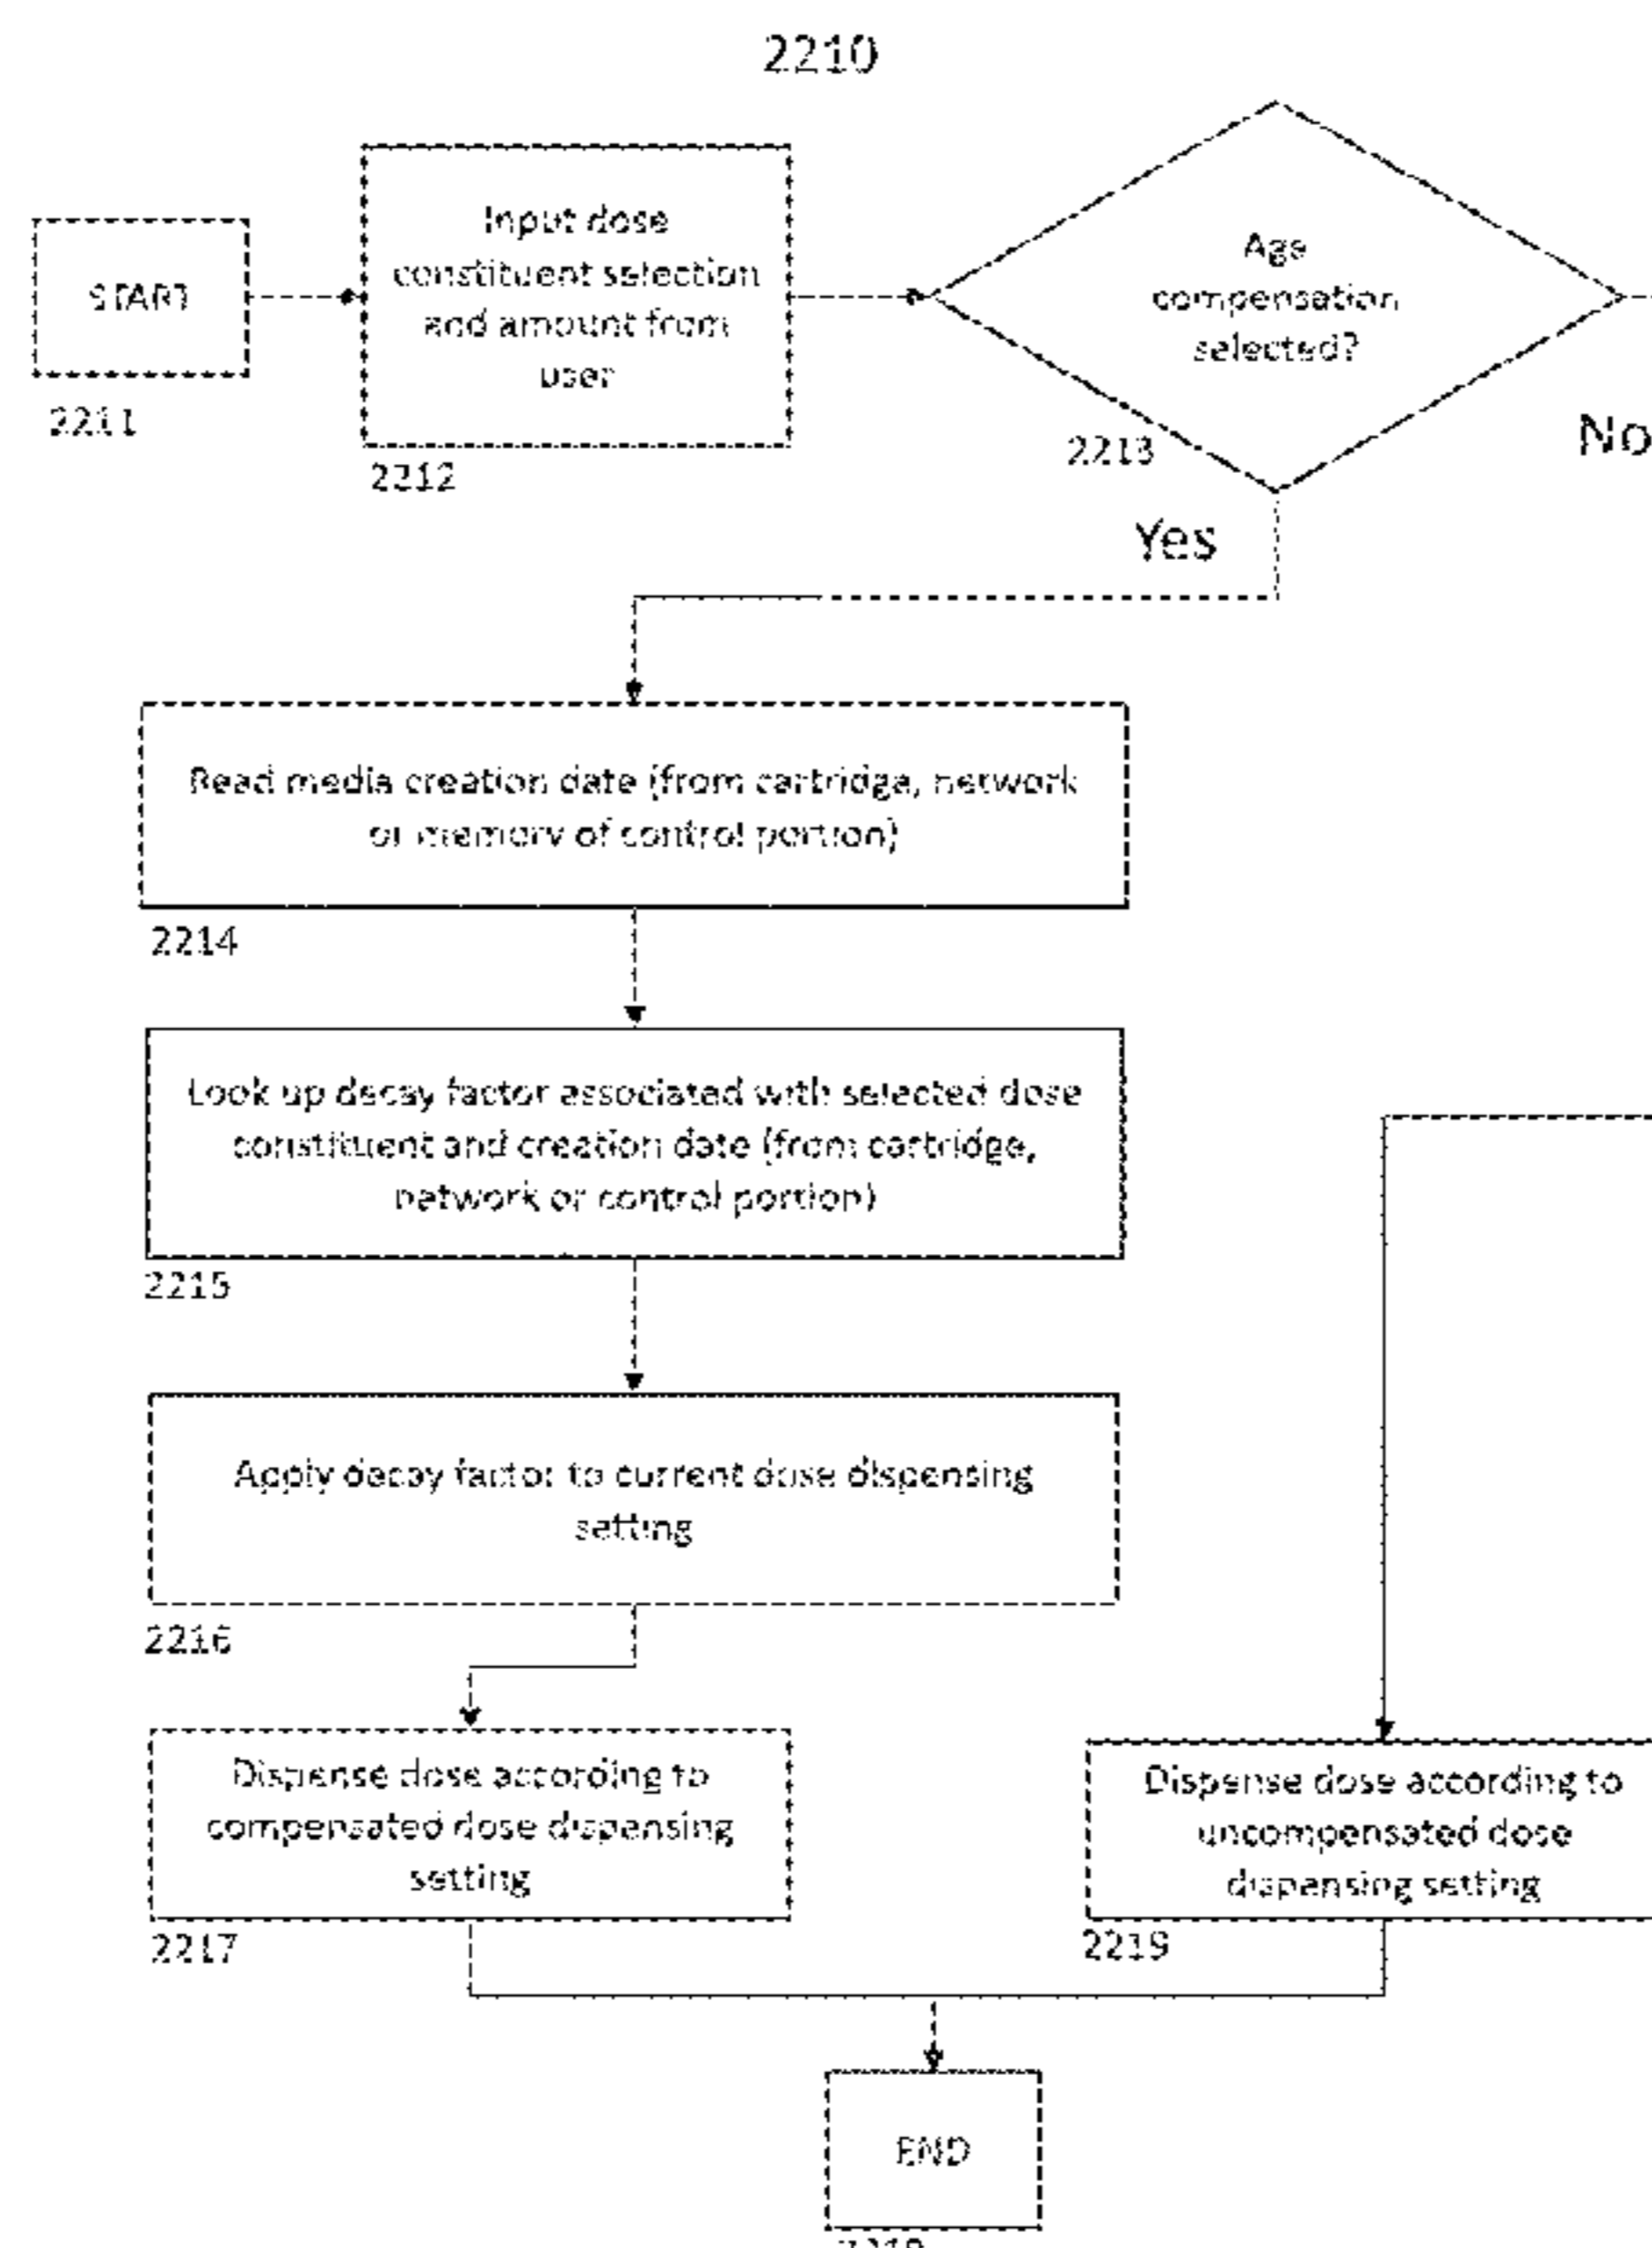 2210
START
2211
Input dose
constituent selection
and amount from
user
2212
Age
compensation
selected?
2213
No
Yes
Read media creation date (from cartridge, network
or memory of control portion)
2214
Look up decay factor associated with selected dose
constituent and creation date (from cartridge,
network or control portion)
2215
Apply decay factor to current dose dispensing
setting
2216
Dispense dose according to
compensated dose dispensing
setting
2217
Dispense dose according to
uncompensated dose
dispensing setting
2219
END